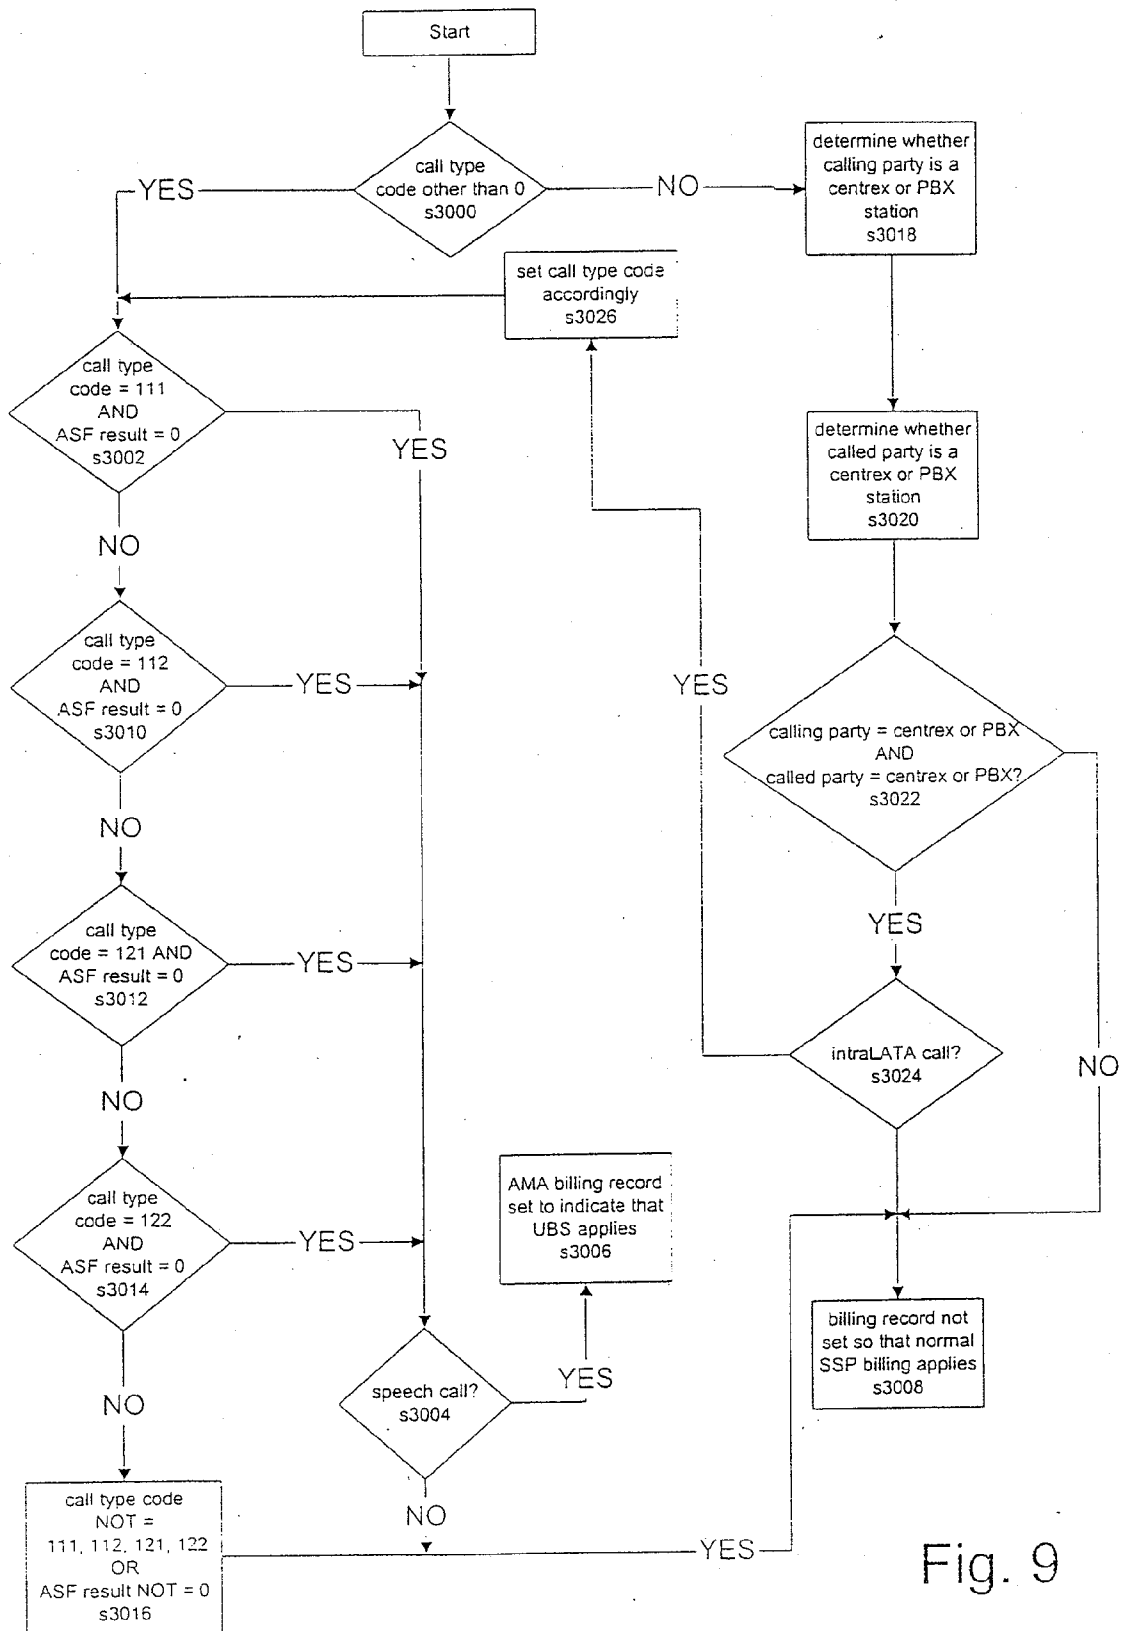 Start
call type
code other than 0
s3000
YES
NO
determine whether
calling party is a
centrex or PBX
station
s3018
set call type code
accordingly
s3026
call type
code = 111
AND
ASF result = 0
s3002
YES
NO
determine whether
called party is a
centrex or PBX
station
s3020
call type
code = 112
AND
ASF result = 0
s3010
YES
NO
YES
calling party = centrex or PBX
AND
called party = centrex or PBX?
s3022
YES
NO
call type
code = 121 AND
ASF result = 0
s3012
YES
NO
intraLATA call?
s3024
call type
code = 122
AND
ASF result = 0
s3014
YES
NO
AMA billing record
set to indicate that
UBS applies
s3006
YES
speech call?
s3004
NO
billing record not
set so that normal
SSP billing applies
s3008
call type code
NOT =
111, 112, 121, 122
OR
ASF result NOT = 0
s3016
YES
Fig. 9